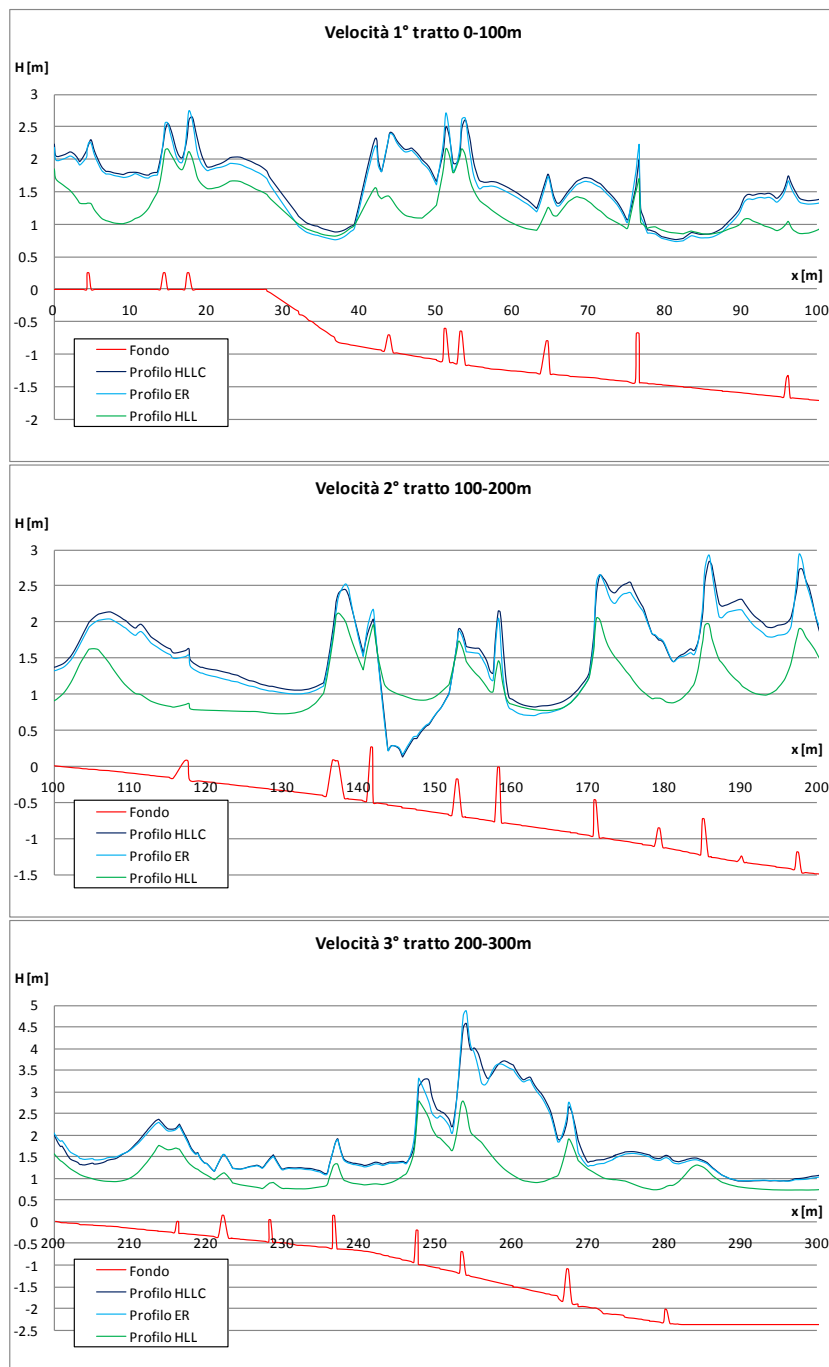 Velocità 1° tratto 0-100m
H [m]
3
2.5
2
1.5
1
0.5
0
-0.5
-1
-1.5
-2
x [m]
0 10 20 30 40 50 60 70 80 90 100
Fondo
Profilo HLLC
Profilo ER
Profilo HLL
Velocità 2° tratto 100-200m
H [m]
3
2.5
2
1.5
1
0.5
0
-0.5
-1
-1.5
x [m]
100 110 120 130 140 150 160 170 180 190 200
Fondo
Profilo HLLC
Profilo ER
Profilo HLL
Velocità 3° tratto 200-300m
H [m]
5
4.5
4
3.5
3
2.5
2
1.5
1
0.5
0
-0.5
-1
-1.5
-2
-2.5
x [m]
200 210 220 230 240 250 260 270 280 290 300
Fondo
Profilo HLLC
Profilo ER
Profilo HLL